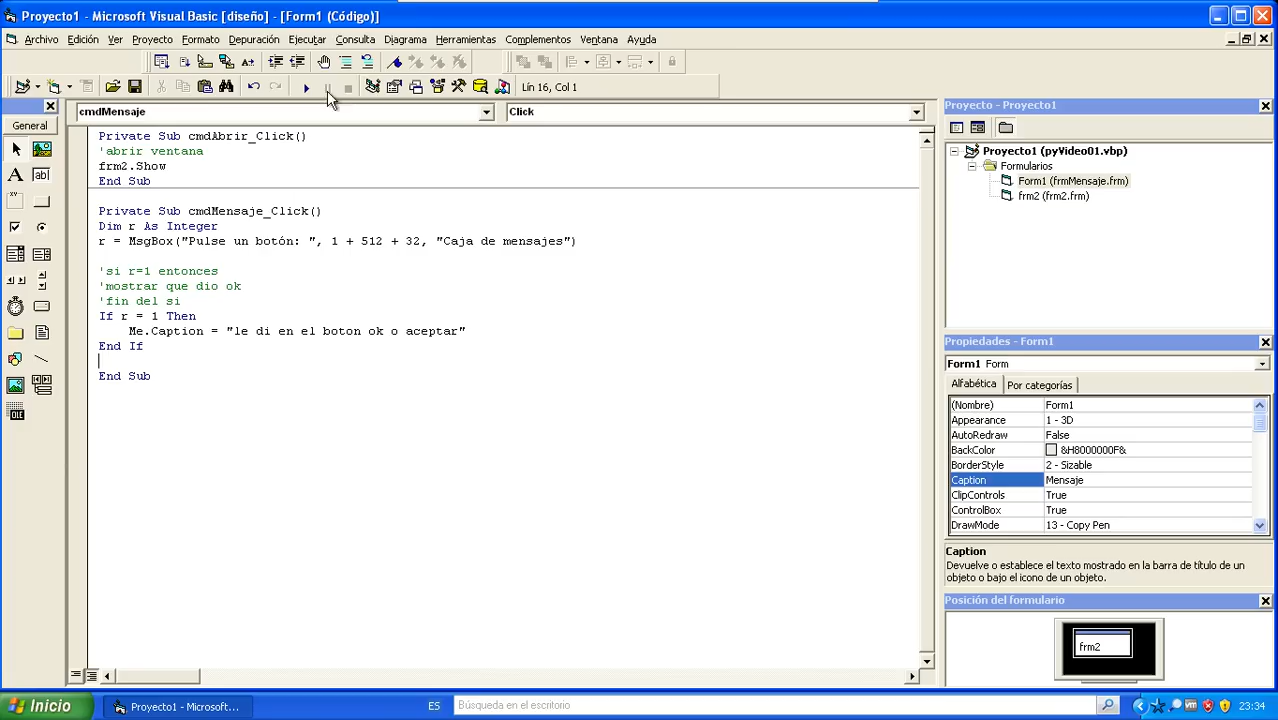 Proyecto1 - Microsoft Visual Basic [diseño] - [Form1 (Código)]
Archivo Edición Ver Proyecto Formato Depuración Ejecutar Consulta Diagrama Herramientas Complementos Ventana Ayuda
Lín 16, Col 1
General
cmdMensaje
Click
Private Sub cmdAbrir_Click()
'abrir ventana
frm2.Show
End Sub
Private Sub cmdMensaje_Click()
Dim r As Integer
r = MsgBox("Pulse un botón: ", 1 + 512 + 32, "Caja de mensajes")
'si r=1 entonces
'mostrar que dio ok
'fin del si
If r = 1 Then
Me.Caption = "le di en el boton ok o aceptar"
End If
End Sub
Proyecto - Proyecto1
Proyecto1 (pyVideo01.vbp)
Formularios
Form1 (frmMensaje.frm)
frm2 (frm2.frm)
Propiedades - Form1
Form1 Form
Alfabética Por categorías
(Nombre) Form1
Appearance 1 - 3D
AutoRedraw False
BackColor &H8000000F&
BorderStyle 2 - Sizable
Caption Mensaje
ClipControls True
ControlBox True
DrawMode 13 - Copy Pen
Caption
Devuelve o establece el texto mostrado en la barra de título de un
objeto o bajo el icono de un objeto.
Posición del formulario
frm2
Inicio
Proyecto1 - Microsoft...
ES
Búsqueda en el escritorio
23:34